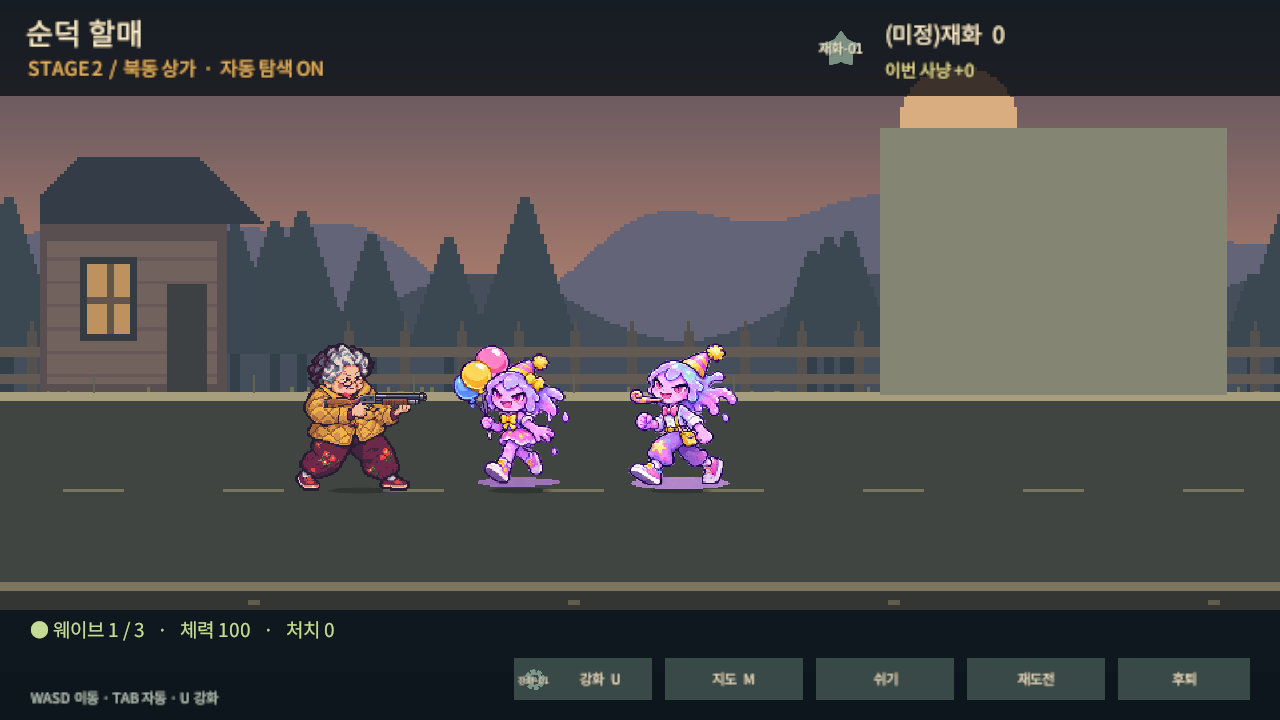 순덕 할매
STAGE 2 / 북동 상가 · 자동 탐색 ON
재화-01
(미정)재화 0
이번 사냥 +0
웨이브 1 / 3 · 체력 100 · 처치 0
WASD 이동 · TAB 자동 · U 강화
강화 U
지도 M
쉬기
재도전
후퇴